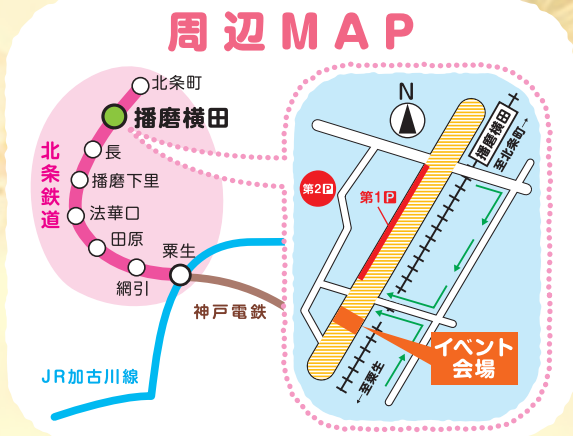 周辺MAP
北条町
播磨横田
長
播磨下里
法華口
田原
網引
粟生
北条鉄道
神戸電鉄
JR加古川線
N
播磨横田
至北条町→
第2P
第1P
イベント
会場
←至粟生